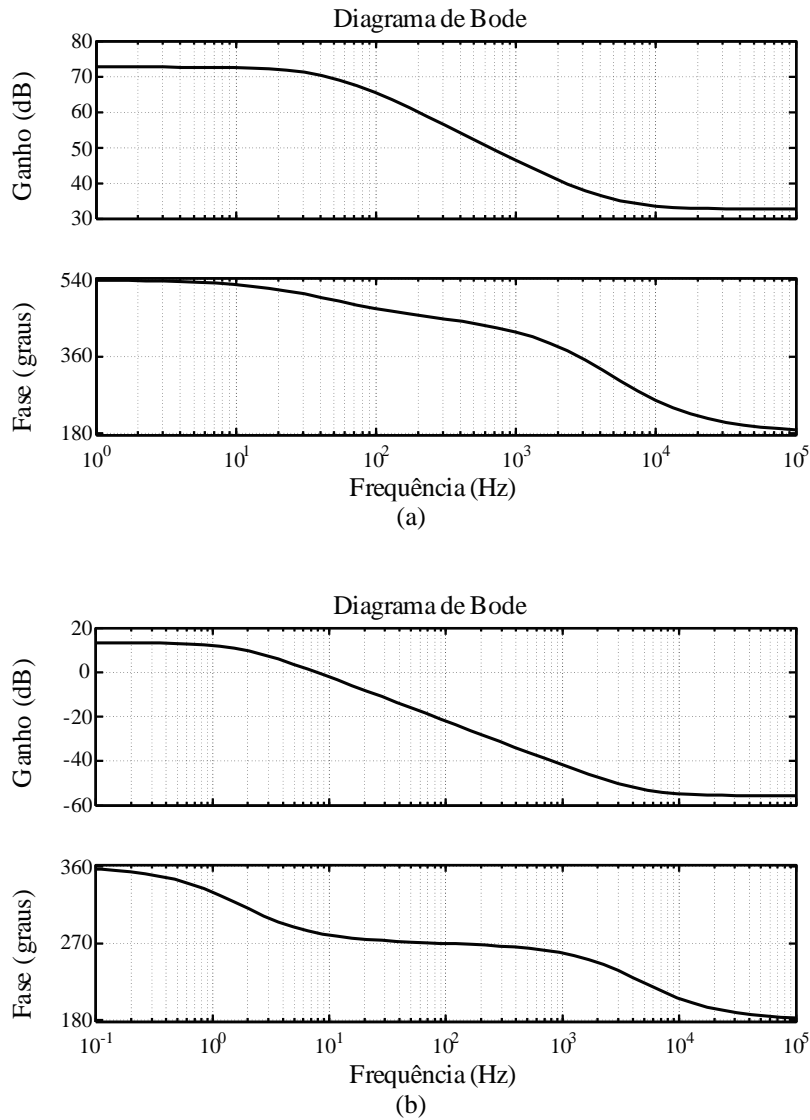 Diagrama de Bode
Ganho (dB)
80
70
60
50
40
30
Fase (graus)
540
360
180
10^0 10^1 10^2 10^3 10^4 10^5
Frequência (Hz)
(a)
Diagrama de Bode
Ganho (dB)
20
0
-20
-40
-60
Fase (graus)
360
270
180
10^-1 10^0 10^1 10^2 10^3 10^4 10^5
Frequência (Hz)
(b)